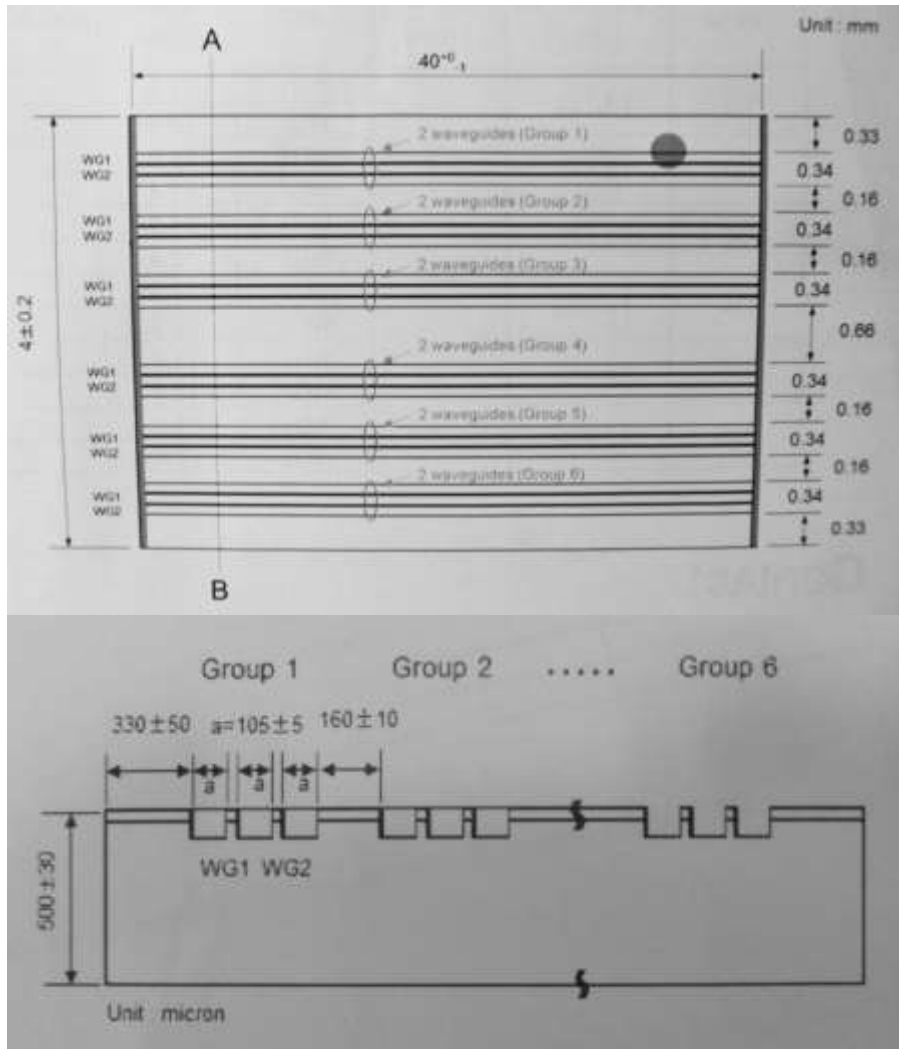 Unit : mm
A
40⁺⁰₋₁
2 waveguides (Group 1)
0.33
WG1
WG2
0.34
0.16
2 waveguides (Group 2)
WG1
WG2
0.34
0.16
2 waveguides (Group 3)
WG1
WG2
0.34
4±0.2
0.66
2 waveguides (Group 4)
WG1
WG2
0.34
0.16
2 waveguides (Group 5)
WG1
WG2
0.34
0.16
2 waveguides (Group 6)
WG1
WG2
0.34
0.33
B
Contact
Group 1 Group 2 ..... Group 6
330±50 a=105±5 160±10
a a a
WG1 WG2
500±30
Unit micron